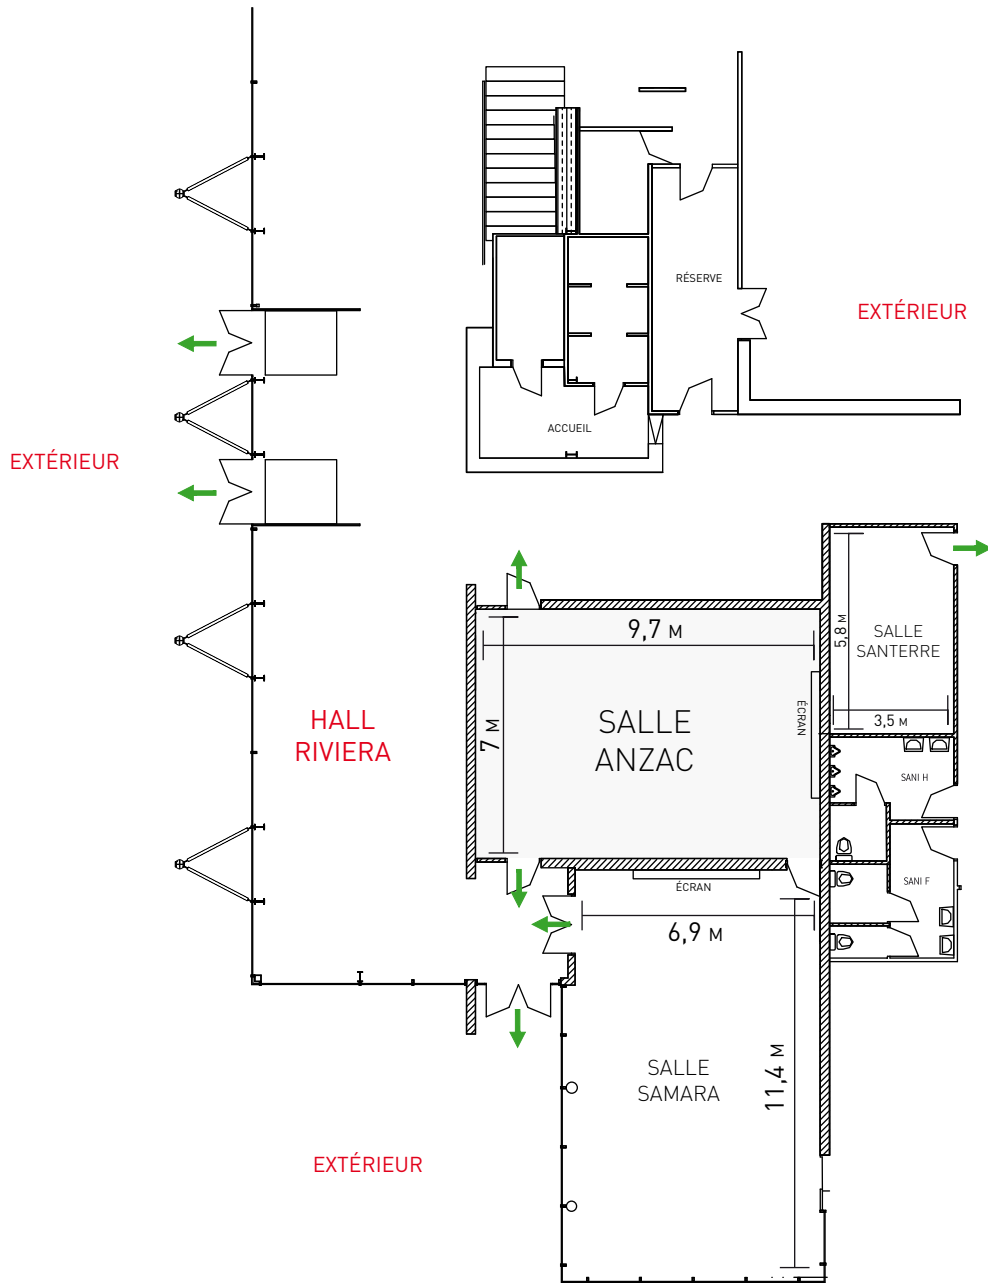 RÉSERVE
EXTÉRIEUR
ACCUEIL
EXTÉRIEUR
9,7 M
5,8 M
SALLE
SANTERRE
3,5 M
HALL
RIVIERA
7 M
SALLE
ANZAC
ÉCRAN
SANI H
ÉCRAN
SANI F
6,9 M
SALLE
SAMARA
11,4 M
EXTÉRIEUR